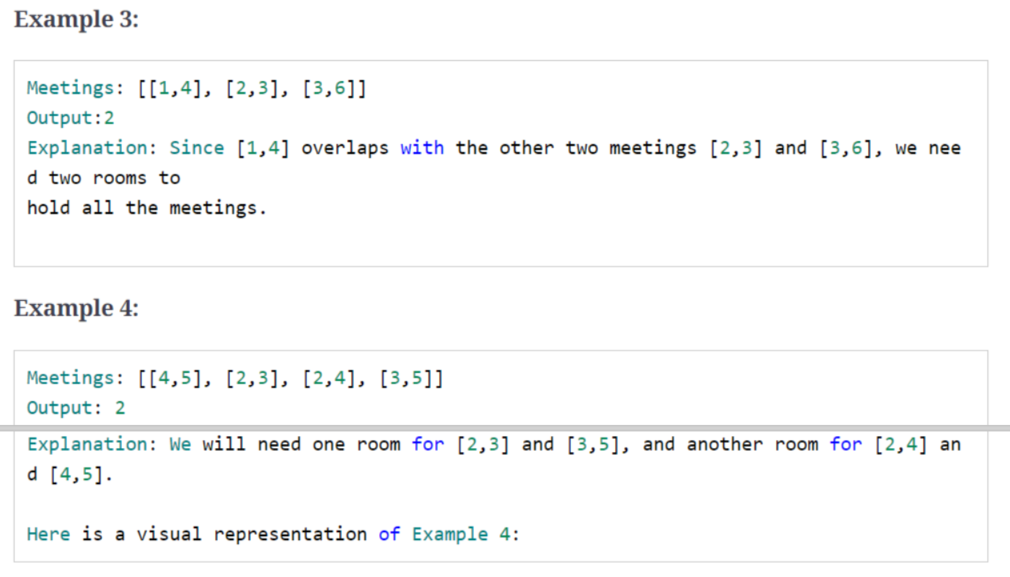 Example 3:
Meetings: [[1,4], [2,3], [3,6]]
Output:2
Explanation: Since [1,4] overlaps with the other two meetings [2,3] and [3,6], we nee
d two rooms to
hold all the meetings.
Example 4:
Meetings: [[4,5], [2,3], [2,4], [3,5]]
Output: 2
Explanation: We will need one room for [2,3] and [3,5], and another room for [2,4] an
d [4,5].
Here is a visual representation of Example 4: